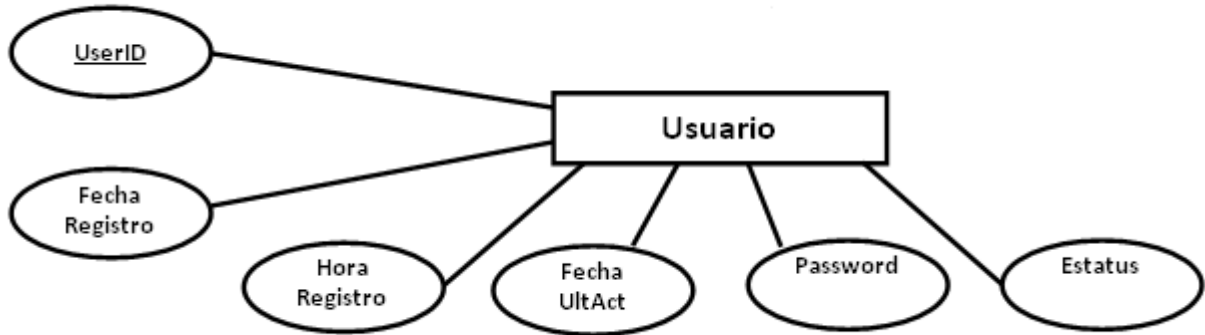 UserID
Usuario
Fecha
Registro
Hora
Registro
Fecha
UltAct
Password
Estatus